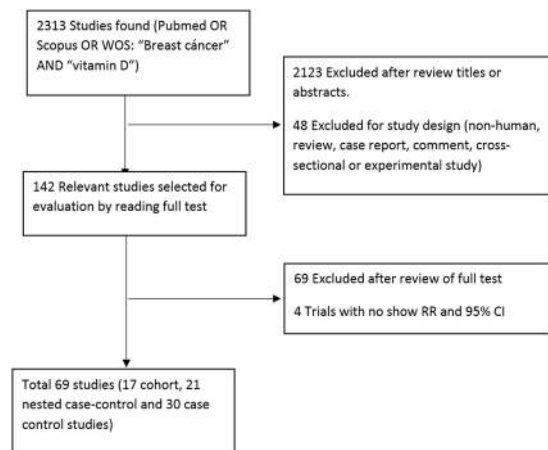 2313 Studies found (Pubmed OR
Scopus OR WOS: “Breast cáncer”
AND “vitamin D”)
2123 Excluded after review titles or
abstracts.
48 Excluded for study design (non-human,
review, case report, comment, cross-
sectional or experimental study)
142 Relevant studies selected for
evaluation by reading full test
69 Excluded after review of full test
4 Trials with no show RR and 95% CI
Total 69 studies (17 cohort, 21
nested case-control and 30 case
control studies)